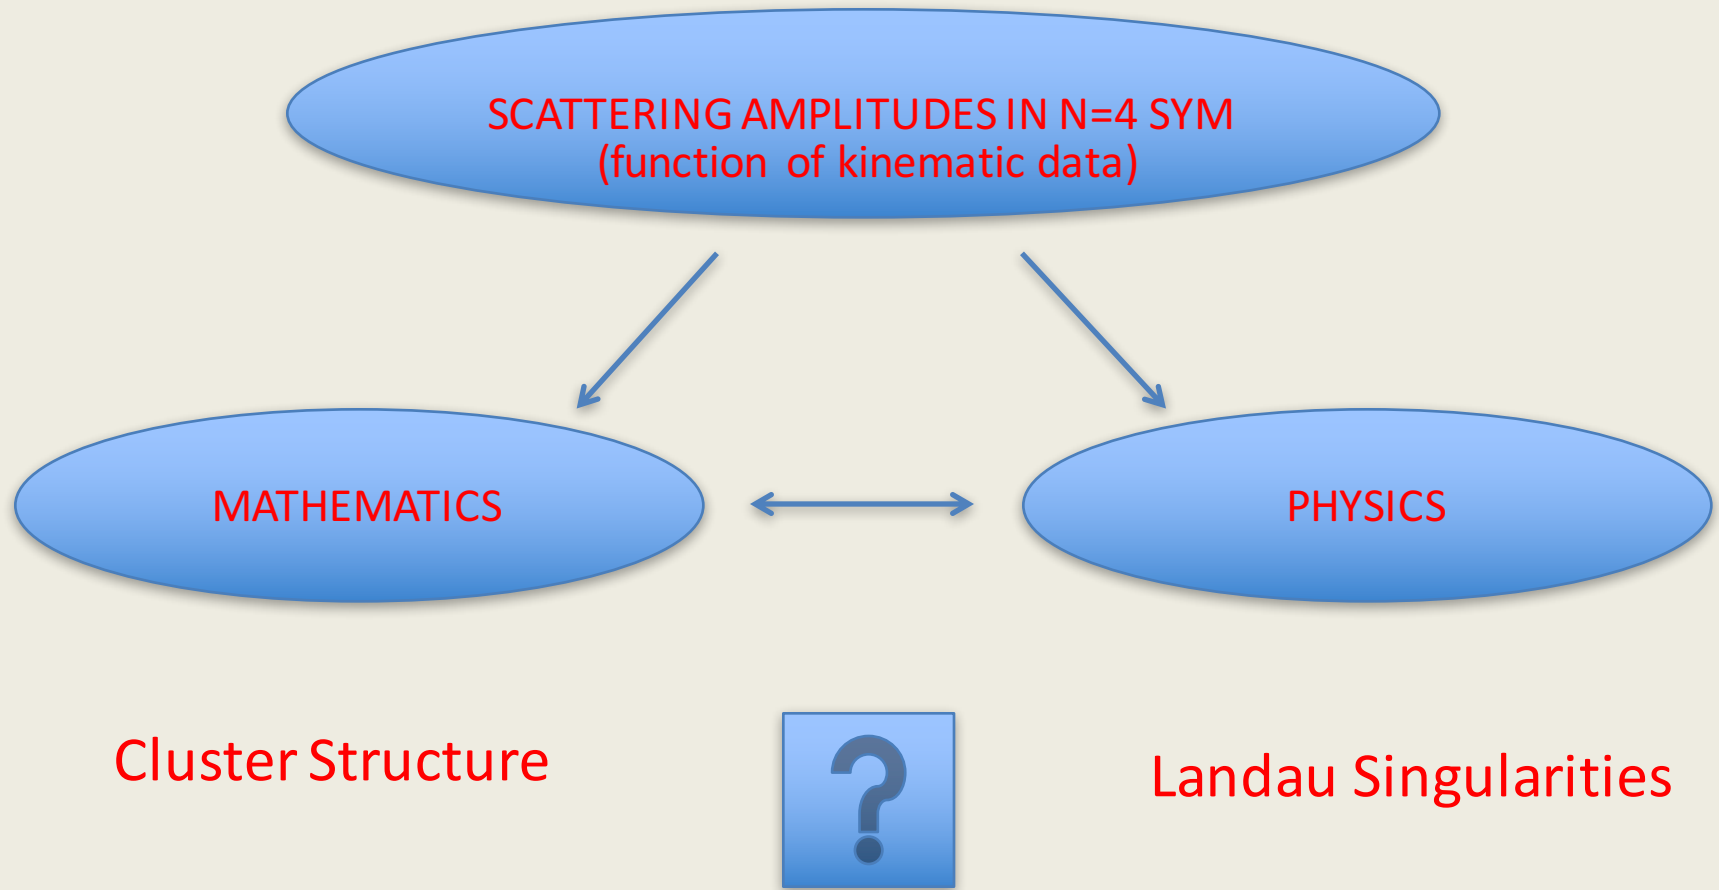 SCATTERING AMPLITUDES IN N=4 SYM
(function of kinematic data)
MATHEMATICS
PHYSICS
Cluster Structure
Landau Singularities
?